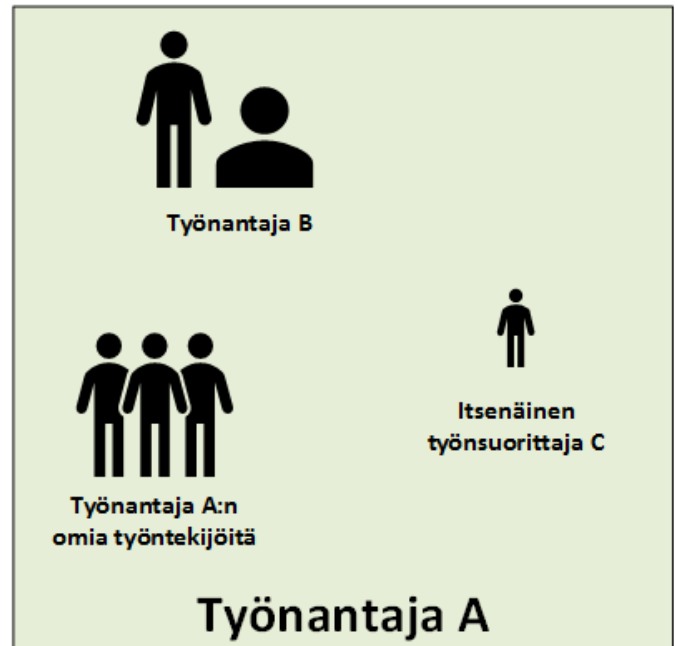 Työnantaja B
Itsenäinen
työnsuorittaja C
Työnantaja A:n
omia työntekijöitä
Työnantaja A